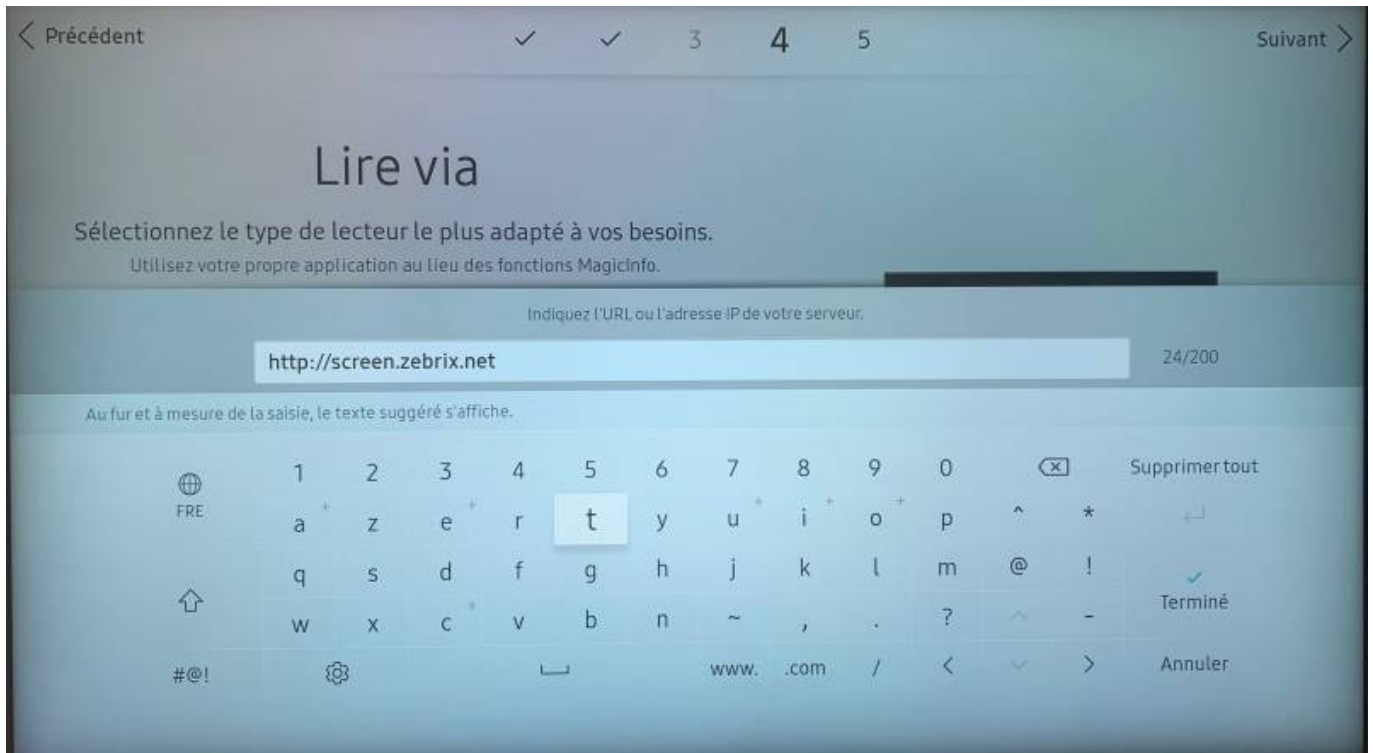 < Précédent ✓ ✓ 3 4 5 Suivant >
Lire via
Sélectionnez le type de lecteur le plus adapté à vos besoins.
Utilisez votre propre application au lieu des fonctions MagicInfo.
Indiquez l'URL ou l'adresse IP de votre serveur.
http://screen.zebrix.net 24/200
Au fur et à mesure de la saisie, le texte suggéré s'affiche.
1 2 3 4 5 6 7 8 9 0 Supprimer tout
FRE a z e r t y u i o p ^ *
q s d f g h j k l m @ !
w x c v b n ~ , . ? ^ - Terminé
#@! www. .com / < > Annuler